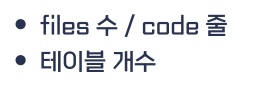 • files 수 / code 줄
• 테이블 개수